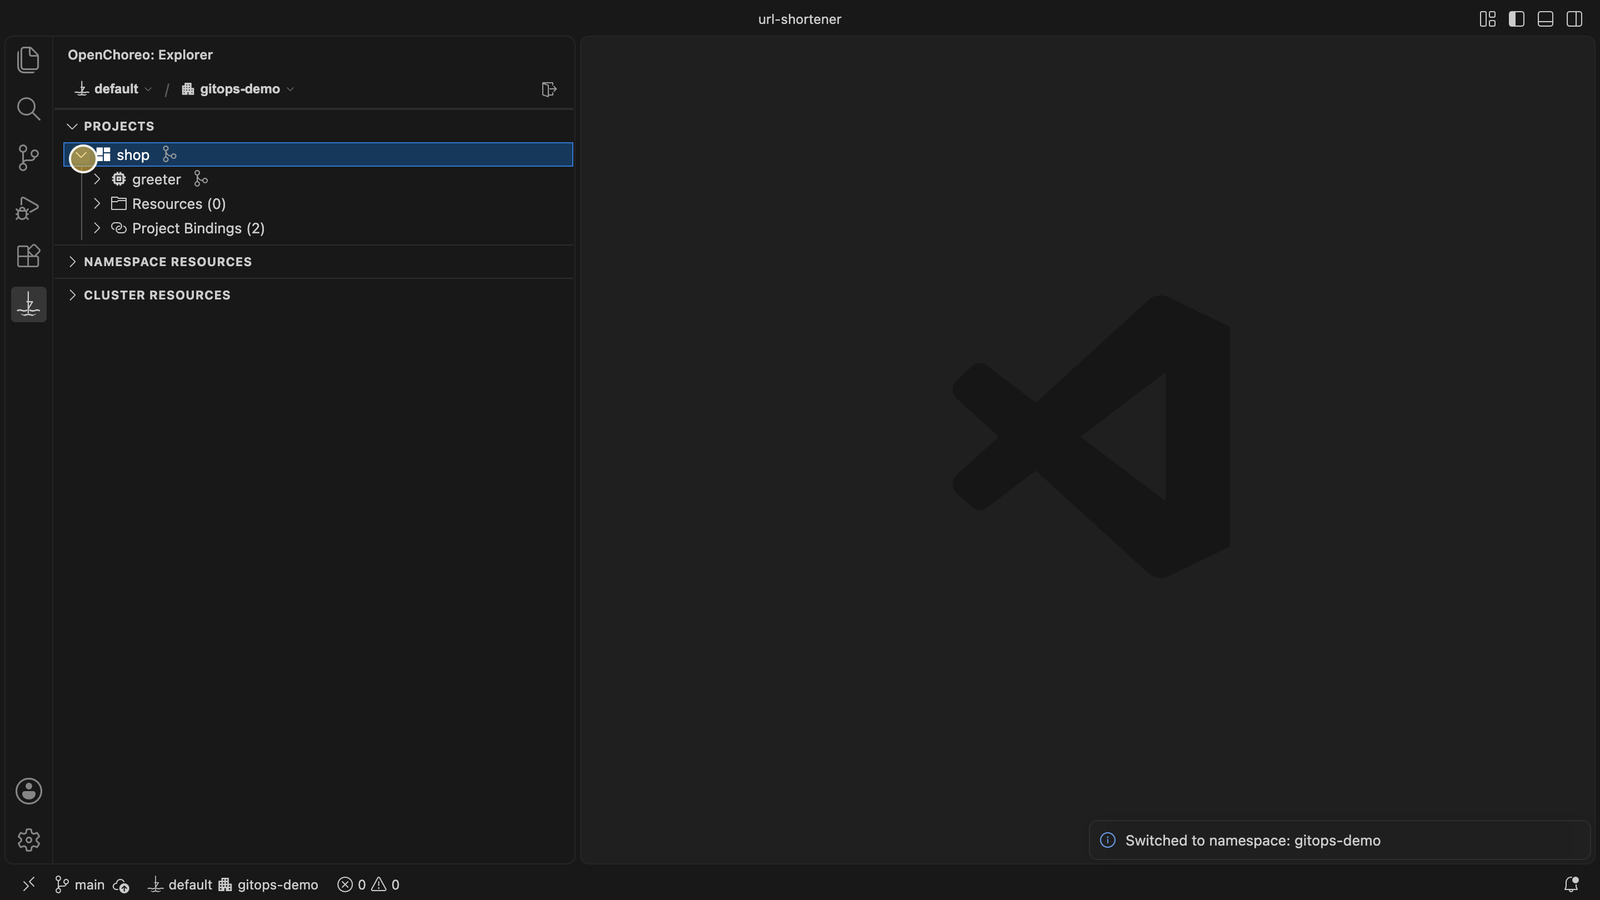 url-shortener
OpenChoreo: Explorer
default / gitops-demo
PROJECTS
shop
greeter
Resources (0)
Project Bindings (2)
NAMESPACE RESOURCES
CLUSTER RESOURCES
Switched to namespace: gitops-demo
main default gitops-demo 0 0